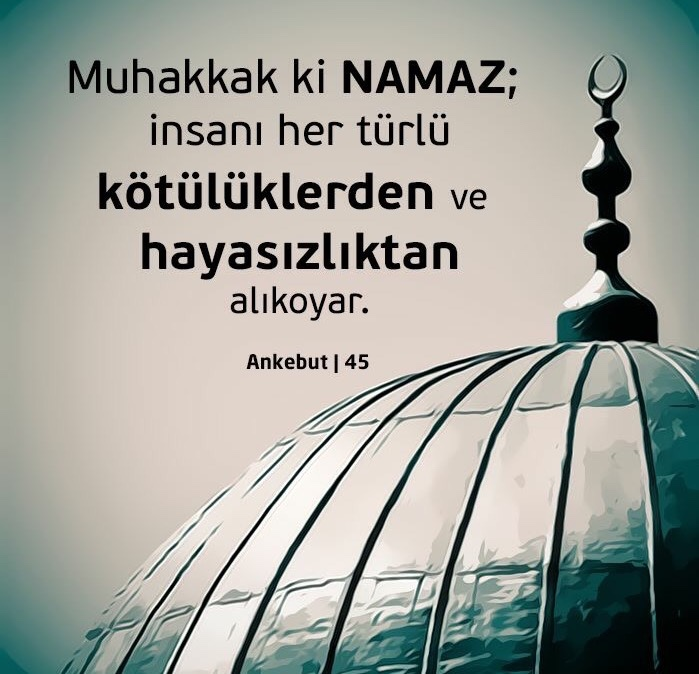 Muhakkak ki NAMAZ;
insanı her türlü
kötülüklerden ve
hayasızlıktan
alıkoyar.
Ankebut | 45